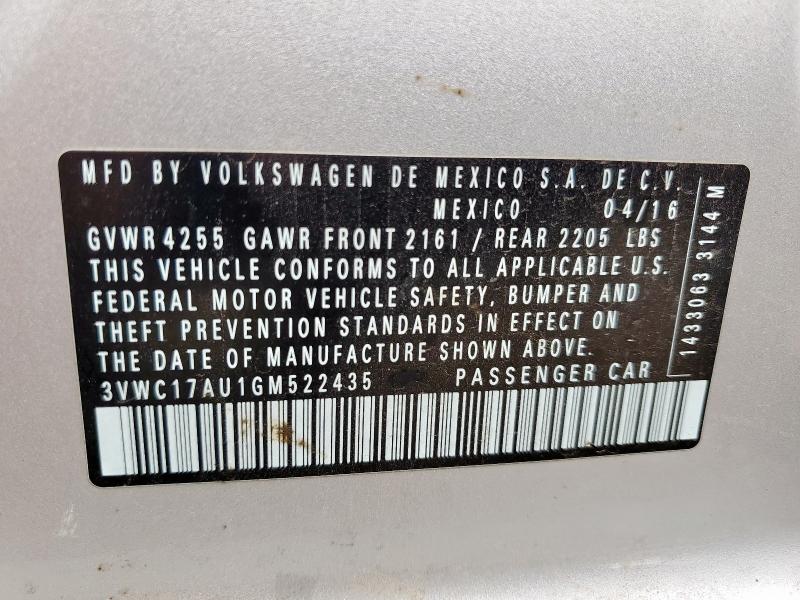 MFD BY VOLKSWAGEN DE MEXICO S.A. DE C.V.
MEXICO 04/16
GVWR 4255 GAWR FRONT 2161 / REAR 2205 LBS
THIS VEHICLE CONFORMS TO ALL APPLICABLE U.S.
FEDERAL MOTOR VEHICLE SAFETY, BUMPER AND
THEFT PREVENTION STANDARDS IN EFFECT ON
THE DATE OF MANUFACTURE SHOWN ABOVE.
3VWC17AU1GM522435 PASSENGER CAR
1433063 3144 M